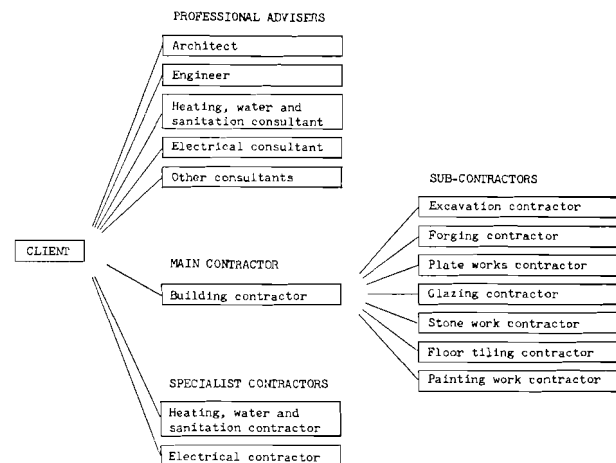 PROFESSIONAL ADVISERS
Architect
Engineer
Heating, water and
sanitation consultant
Electrical consultant
Other consultants
CLIENT
MAIN CONTRACTOR
Building contractor
SPECIALIST CONTRACTORS
Heating, water and
sanitation contractor
Electrical contractor
SUB-CONTRACTORS
Excavation contractor
Forging contractor
Plate works contractor
Glazing contractor
Stone work contractor
Floor tiling contractor
Painting work contractor